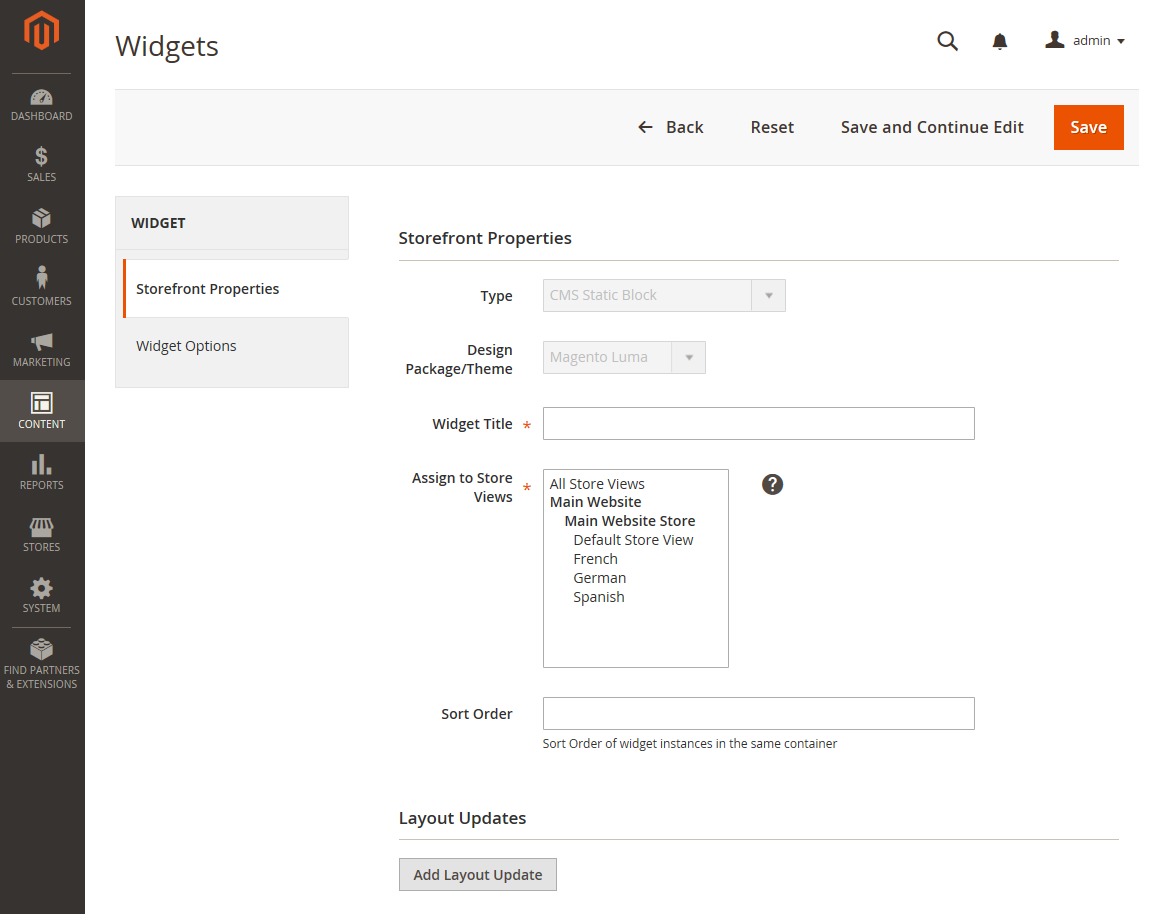 Widgets
admin
Back
Reset
Save and Continue Edit
Save
DASHBOARD
SALES
PRODUCTS
CUSTOMERS
MARKETING
CONTENT
REPORTS
STORES
SYSTEM
FIND PARTNERS
& EXTENSIONS
WIDGET
Storefront Properties
Widget Options
Storefront Properties
Type
CMS Static Block
Design
Package/Theme
Magento Luma
Widget Title *
Assign to Store
Views *
All Store Views
Main Website
Main Website Store
Default Store View
French
German
Spanish
?
Sort Order
Sort Order of widget instances in the same container
Layout Updates
Add Layout Update